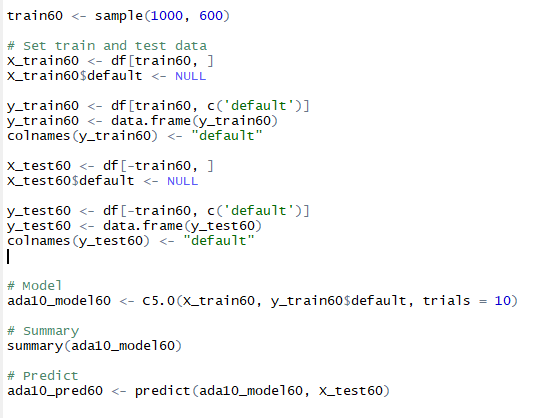 train60 <- sample(1000, 600)
# Set train and test data
X_train60 <- df[train60, ]
X_train60$default <- NULL
y_train60 <- df[train60, c('default')]
y_train60 <- data.frame(y_train60)
colnames(y_train60) <- "default"
X_test60 <- df[-train60, ]
X_test60$default <- NULL
y_test60 <- df[-train60, c('default')]
y_test60 <- data.frame(y_test60)
colnames(y_test60) <- "default"
# Model
ada10_model60 <- C5.0(X_train60, y_train60$default, trials = 10)
# Summary
summary(ada10_model60)
# Predict
ada10_pred60 <- predict(ada10_model60, X_test60)